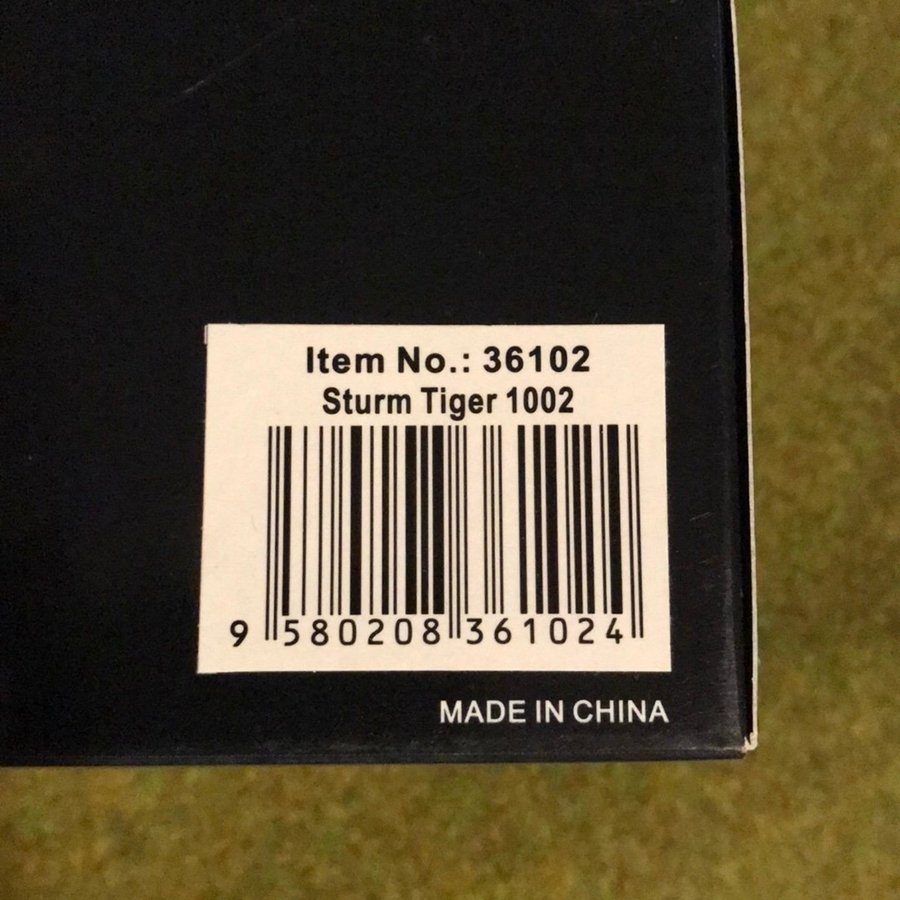 Item No.: 36102
Sturm Tiger 1002
9 580208 361024
MADE IN CHINA